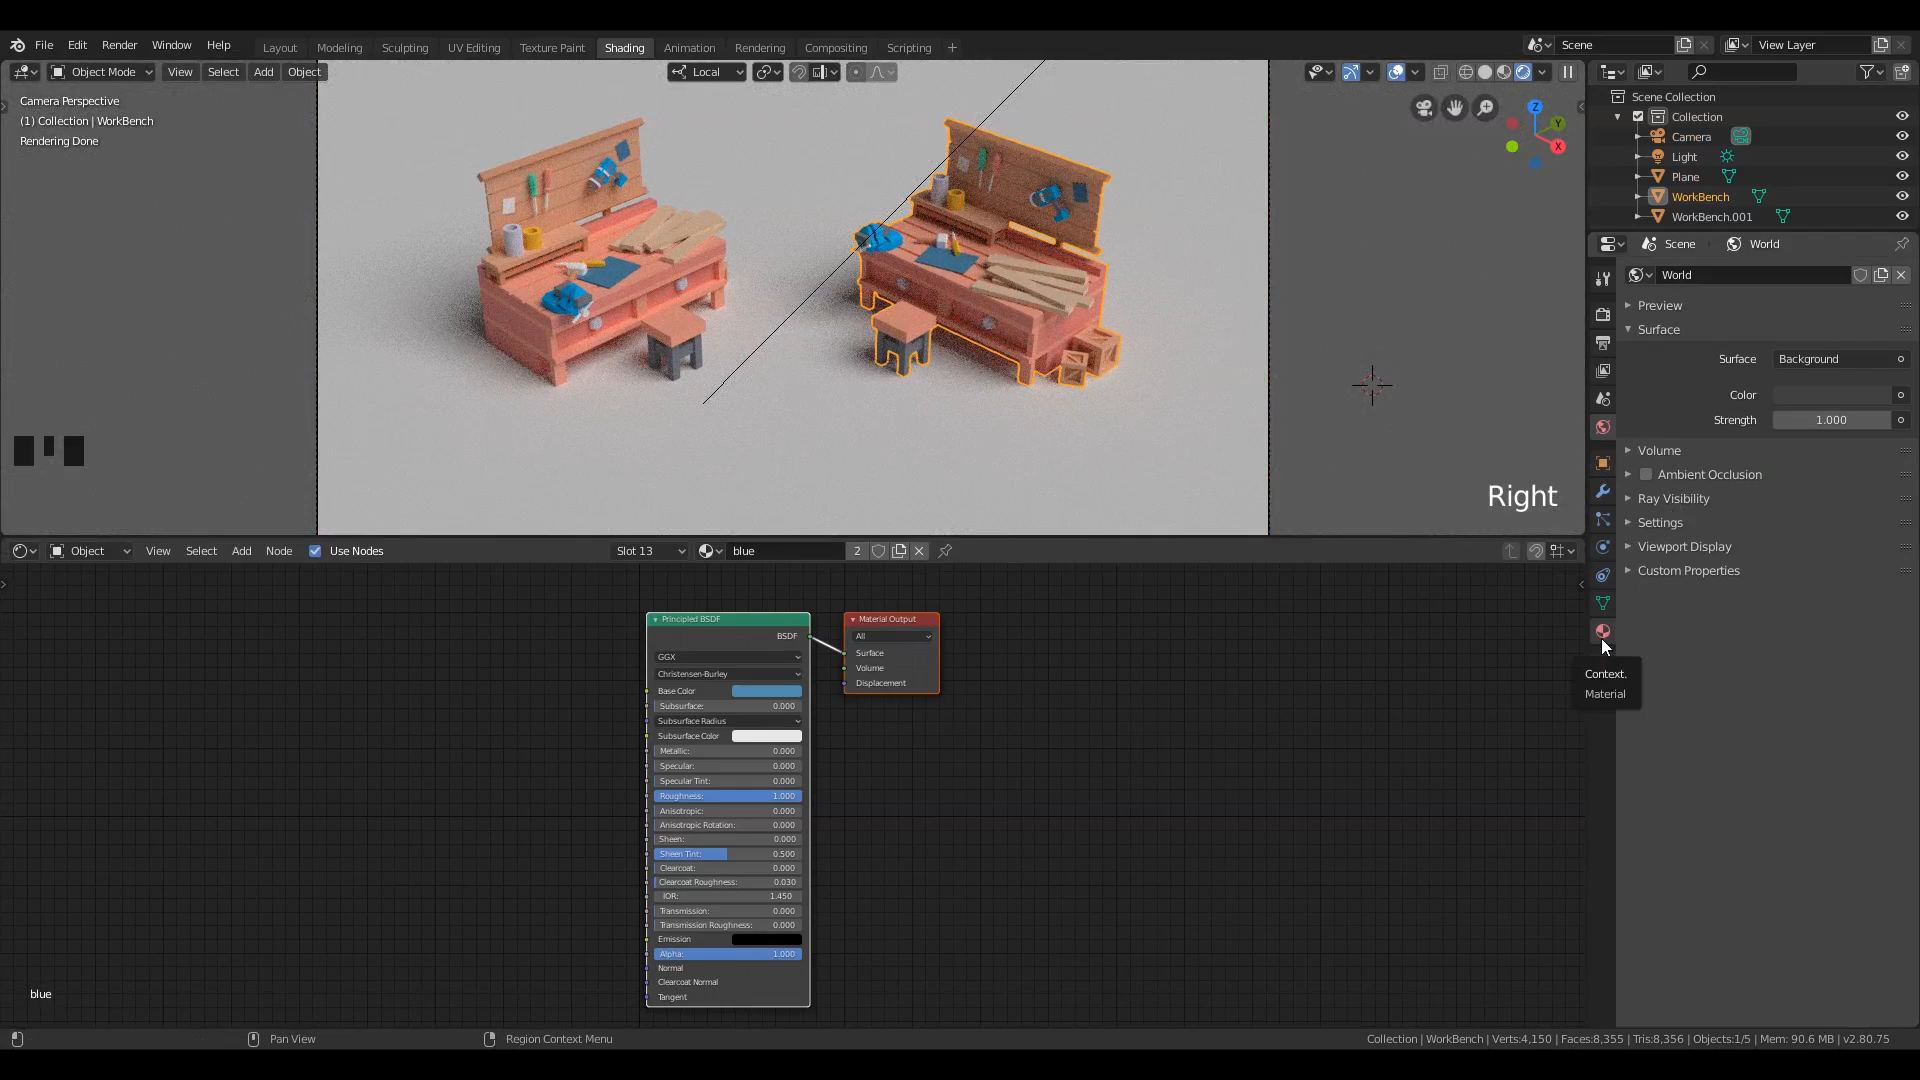 File Edit Render Window Help Layout Modeling Sculpting UV Editing Texture Paint Shading Animation Rendering Compositing Scripting + Scene View Layer
Object Mode View Select Add Object Local
Camera Perspective
(1) Collection | WorkBench
Rendering Done
Z
Y
X
Right
Scene Collection
Collection
Camera
Light
Plane
WorkBench
WorkBench.001
Scene World
World
Preview
Surface
Surface Background
Color
Strength 1.000
Volume
Ambient Occlusion
Ray Visibility
Settings
Viewport Display
Custom Properties
Object View Select Add Node Use Nodes Slot 13 blue 2
Principled BSDF
BSDF
GGX
Christensen-Burley
Base Color
Subsurface: 0.000
Subsurface Radius
Subsurface Color
Metallic: 0.000
Specular: 0.000
Specular Tint: 0.000
Roughness: 1.000
Anisotropic: 0.000
Anisotropic Rotation: 0.000
Sheen: 0.000
Sheen Tint: 0.500
Clearcoat: 0.000
Clearcoat Roughness: 0.030
IOR: 1.450
Transmission: 0.000
Transmission Roughness: 0.000
Emission
Alpha: 1.000
Normal
Clearcoat Normal
Tangent
Material Output
All
Surface
Volume
Displacement
Context.
Material
blue
Pan View Region Context Menu Collection | WorkBench | Verts:4,150 | Faces:8,355 | Tris:8,356 | Objects:1/5 | Mem: 90.6 MB | v2.80.75